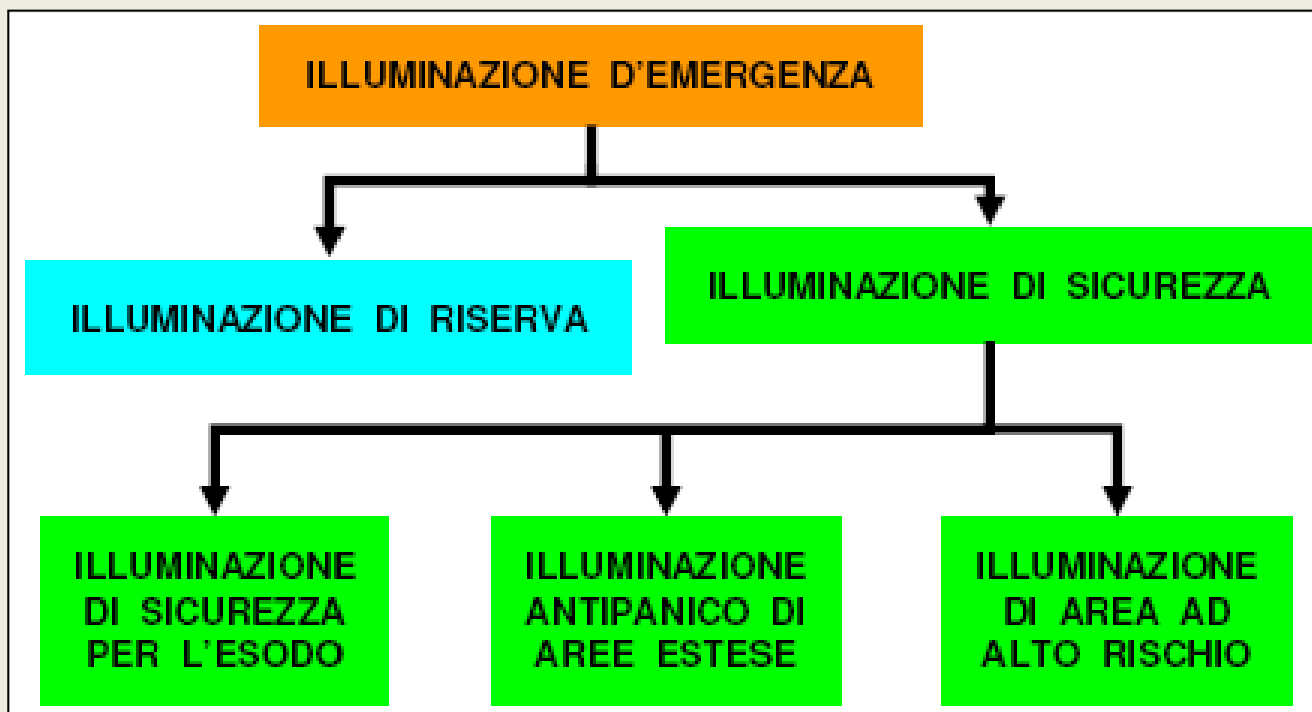 ILLUMINAZIONE D'EMERGENZA
ILLUMINAZIONE DI RISERVA
ILLUMINAZIONE DI SICUREZZA
ILLUMINAZIONE
DI SICUREZZA
PER L'ESODO
ILLUMINAZIONE
ANTIPANICO DI
AREE ESTESE
ILLUMINAZIONE
DI AREA AD
ALTO RISCHIO